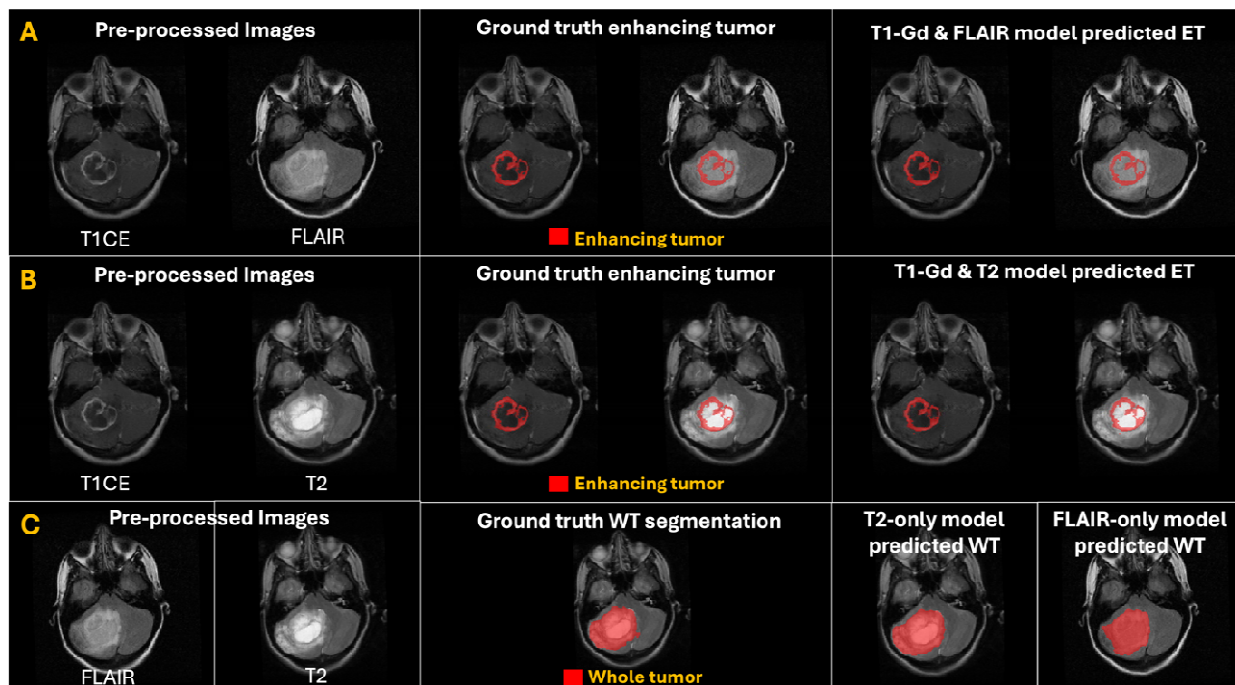 A
Pre-processed Images
Ground truth enhancing tumor
T1-Gd & FLAIR model predicted ET
T1CE
FLAIR
Enhancing tumor
B
Pre-processed Images
Ground truth enhancing tumor
T1-Gd & T2 model predicted ET
T1CE
T2
Enhancing tumor
C
Pre-processed Images
Ground truth WT segmentation
T2-only model
predicted WT
FLAIR-only model
predicted WT
FLAIR
T2
Whole tumor